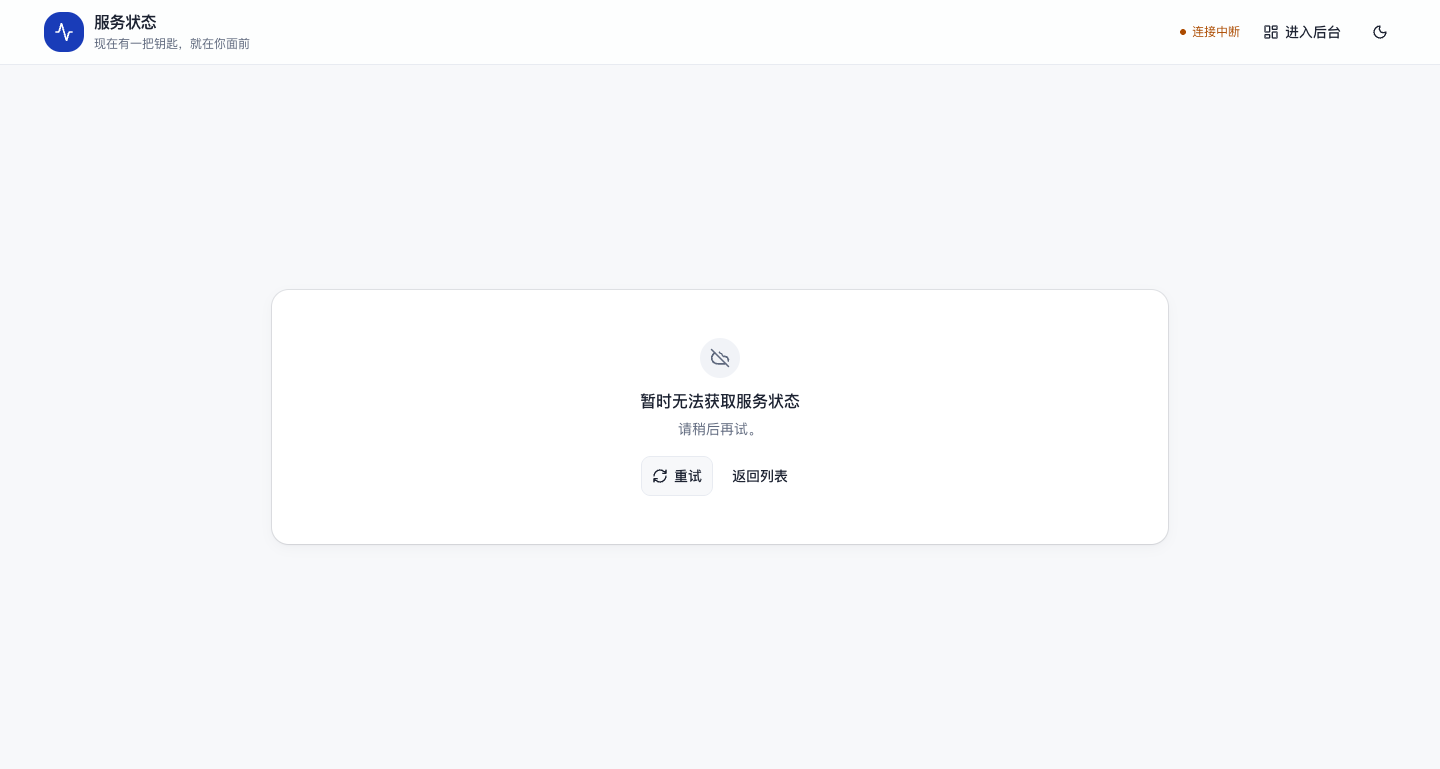 服务状态
现在有一把钥匙，就在你面前
连接中断
进入后台
暂时无法获取服务状态
请稍后再试。
重试
返回列表